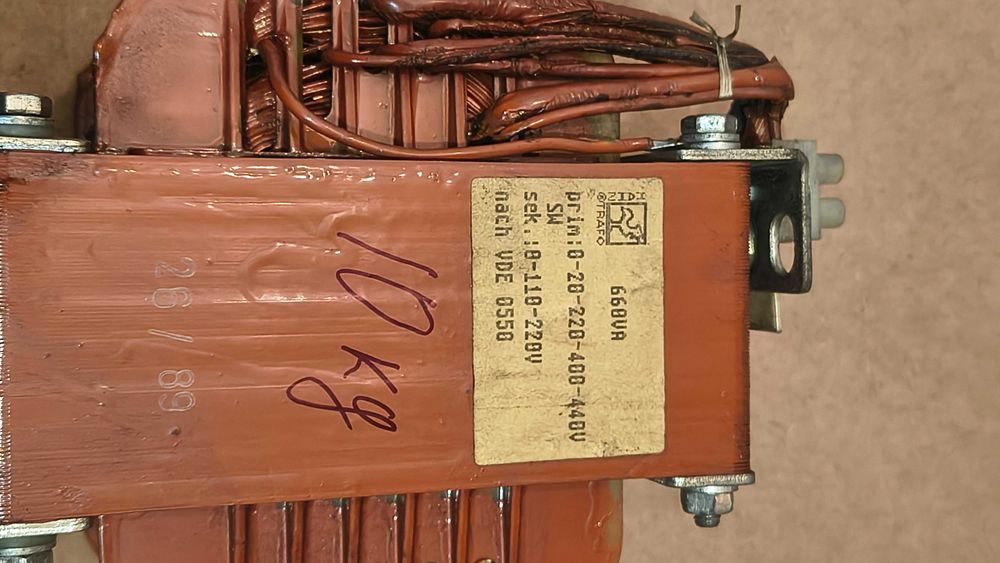 HAHN
®TRAFO
660VA
prim:0-20-220-400-440V
SW
sek.:0-110-220V
nach VDE 0550
10 kg
26/89